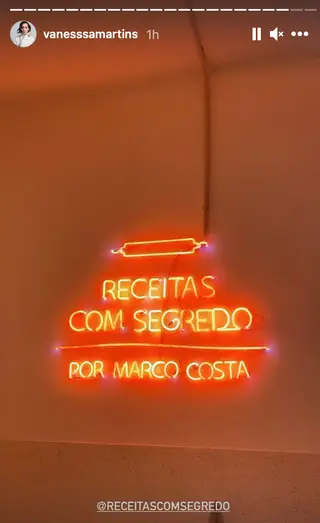 vanesssamartins 1h
RECEITAS
COM SEGREDO
POR MARCO COSTA
@RECEITASCOMSEGREDO